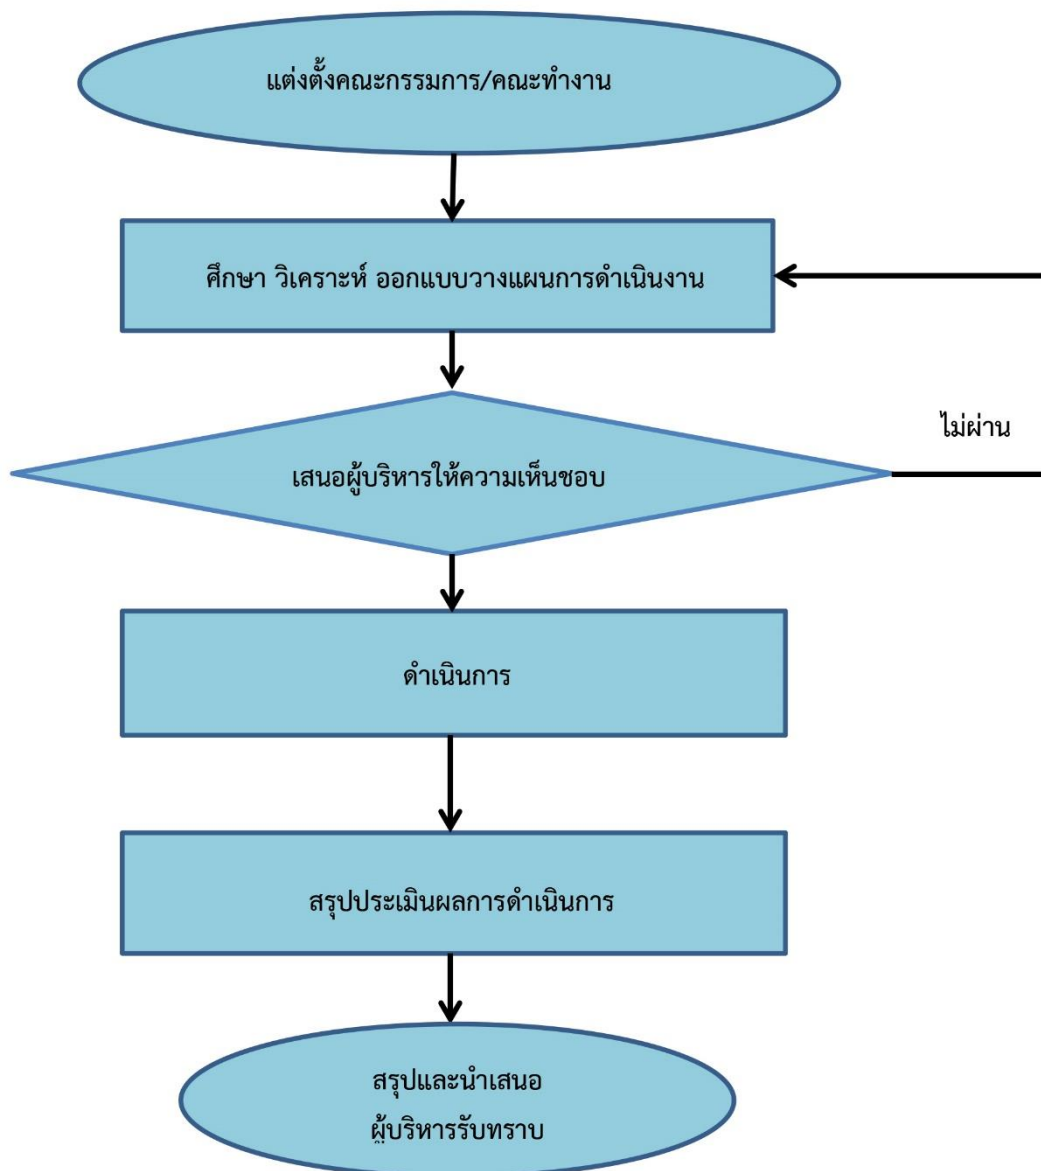 แต่งตั้งคณะกรรมการ/คณะทำงาน
ศึกษา วิเคราะห์ ออกแบบวางแผนการดำเนินงาน
ไม่ผ่าน
เสนอผู้บริหารให้ความเห็นชอบ
ดำเนินการ
สรุปประเมินผลการดำเนินการ
สรุปและนำเสนอ
ผู้บริหารรับทราบ